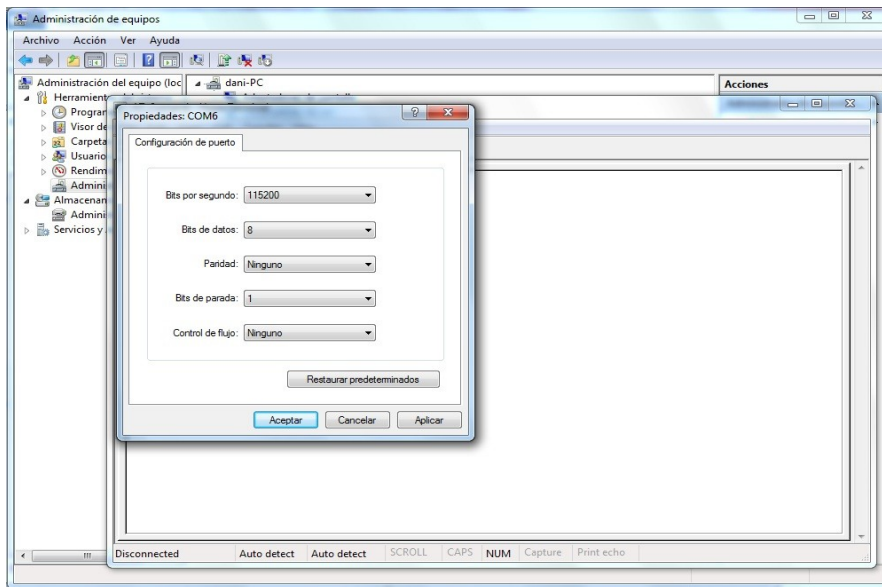 Administración de equipos
Archivo Acción Ver Ayuda
Administración del equipo (loc
dani-PC
Acciones
Visor de
Carpeta
Usuario
Rendim
Admini
Almacenan
Admini
Servicios y
Propiedades: COM6
Configuración de puerto
Bits por segundo: 115200
Bits de datos: 8
Paridad: Ninguno
Bits de parada: 1
Control de flujo: Ninguno
Restaurar predeterminados
Aceptar Cancelar Aplicar
Disconnected Auto detect Auto detect SCROLL CAPS NUM Capture Print echo